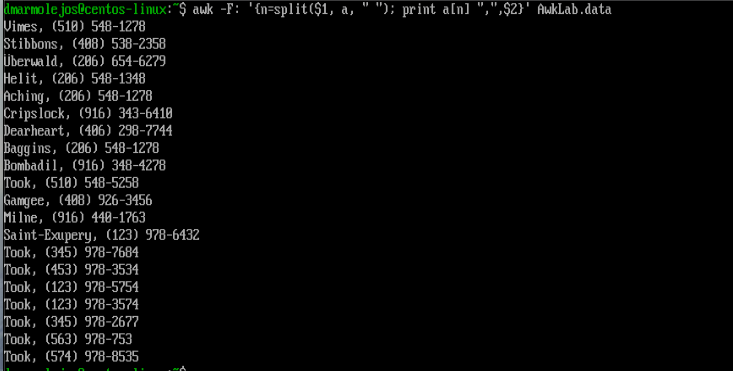 dmarmolejos@centos-linux:~$ awk -F: '{n=split($1, a, " "); print a[n] ",",$2}' AwkLab.data
Vimes, (510) 548-1278
Stibbons, (408) 538-2358
Überwald, (206) 654-6279
Helit, (206) 548-1348
Aching, (206) 548-1278
Cripslock, (916) 343-6410
Dearheart, (406) 298-7744
Baggins, (206) 548-1278
Bombadil, (916) 348-4278
Took, (510) 548-5258
Gamgee, (408) 926-3456
Milne, (916) 440-1763
Saint-Exupery, (123) 978-6432
Took, (345) 978-7684
Took, (453) 978-3534
Took, (123) 978-5754
Took, (123) 978-3574
Took, (345) 978-2677
Took, (563) 978-753
Took, (574) 978-8535
dmarmolejos@centos-linux:~$